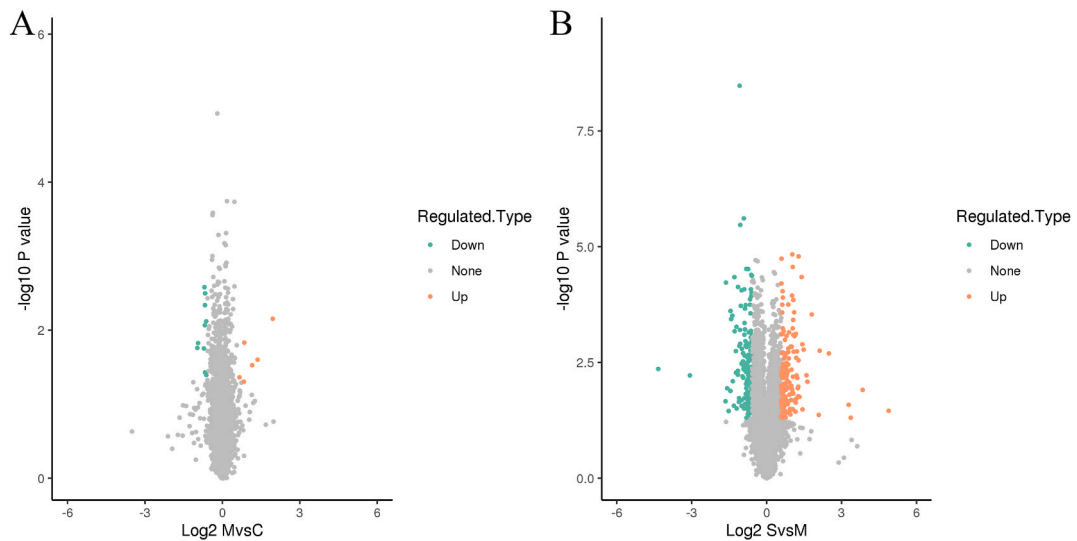 A
-log10 P value
6
4
2
0
-6
-3
0
3
6
Log2 MvsC
Regulated.Type
Down
None
Up
B
-log10 P value
7.5
5.0
2.5
0.0
-6
-3
0
3
6
Log2 SvsM
Regulated.Type
Down
None
Up